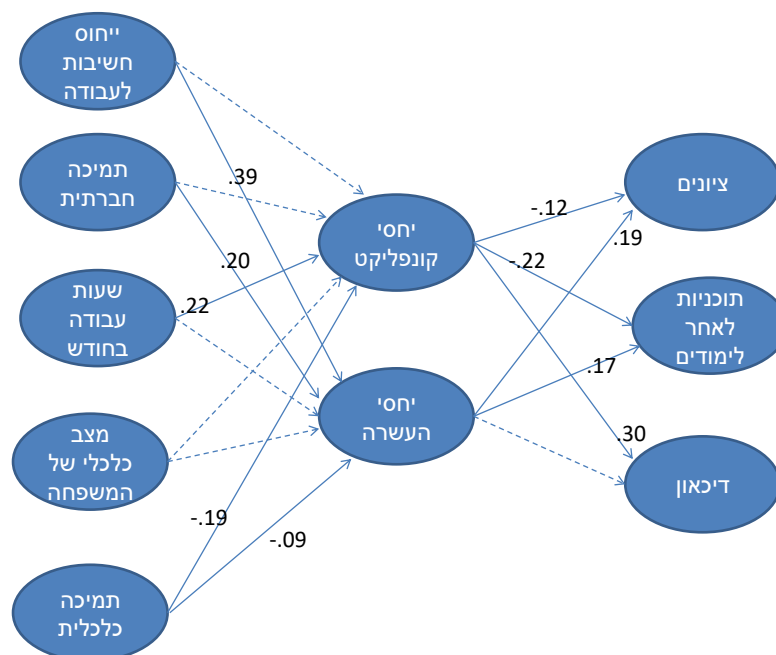 ייחוס
חשיבות
לעבודה
תמיכה
חברתית
שעות
עבודה
בחודש
מצב
כלכלי של
המשפחה
תמיכה
כלכלית
יחסי
קונפליקט
יחסי
העשרה
ציונים
תוכניות
לאחר
לימודים
דיכאון
.39
.20
.22
-.19
-.09
-.12
.19
-.22
.17
.30